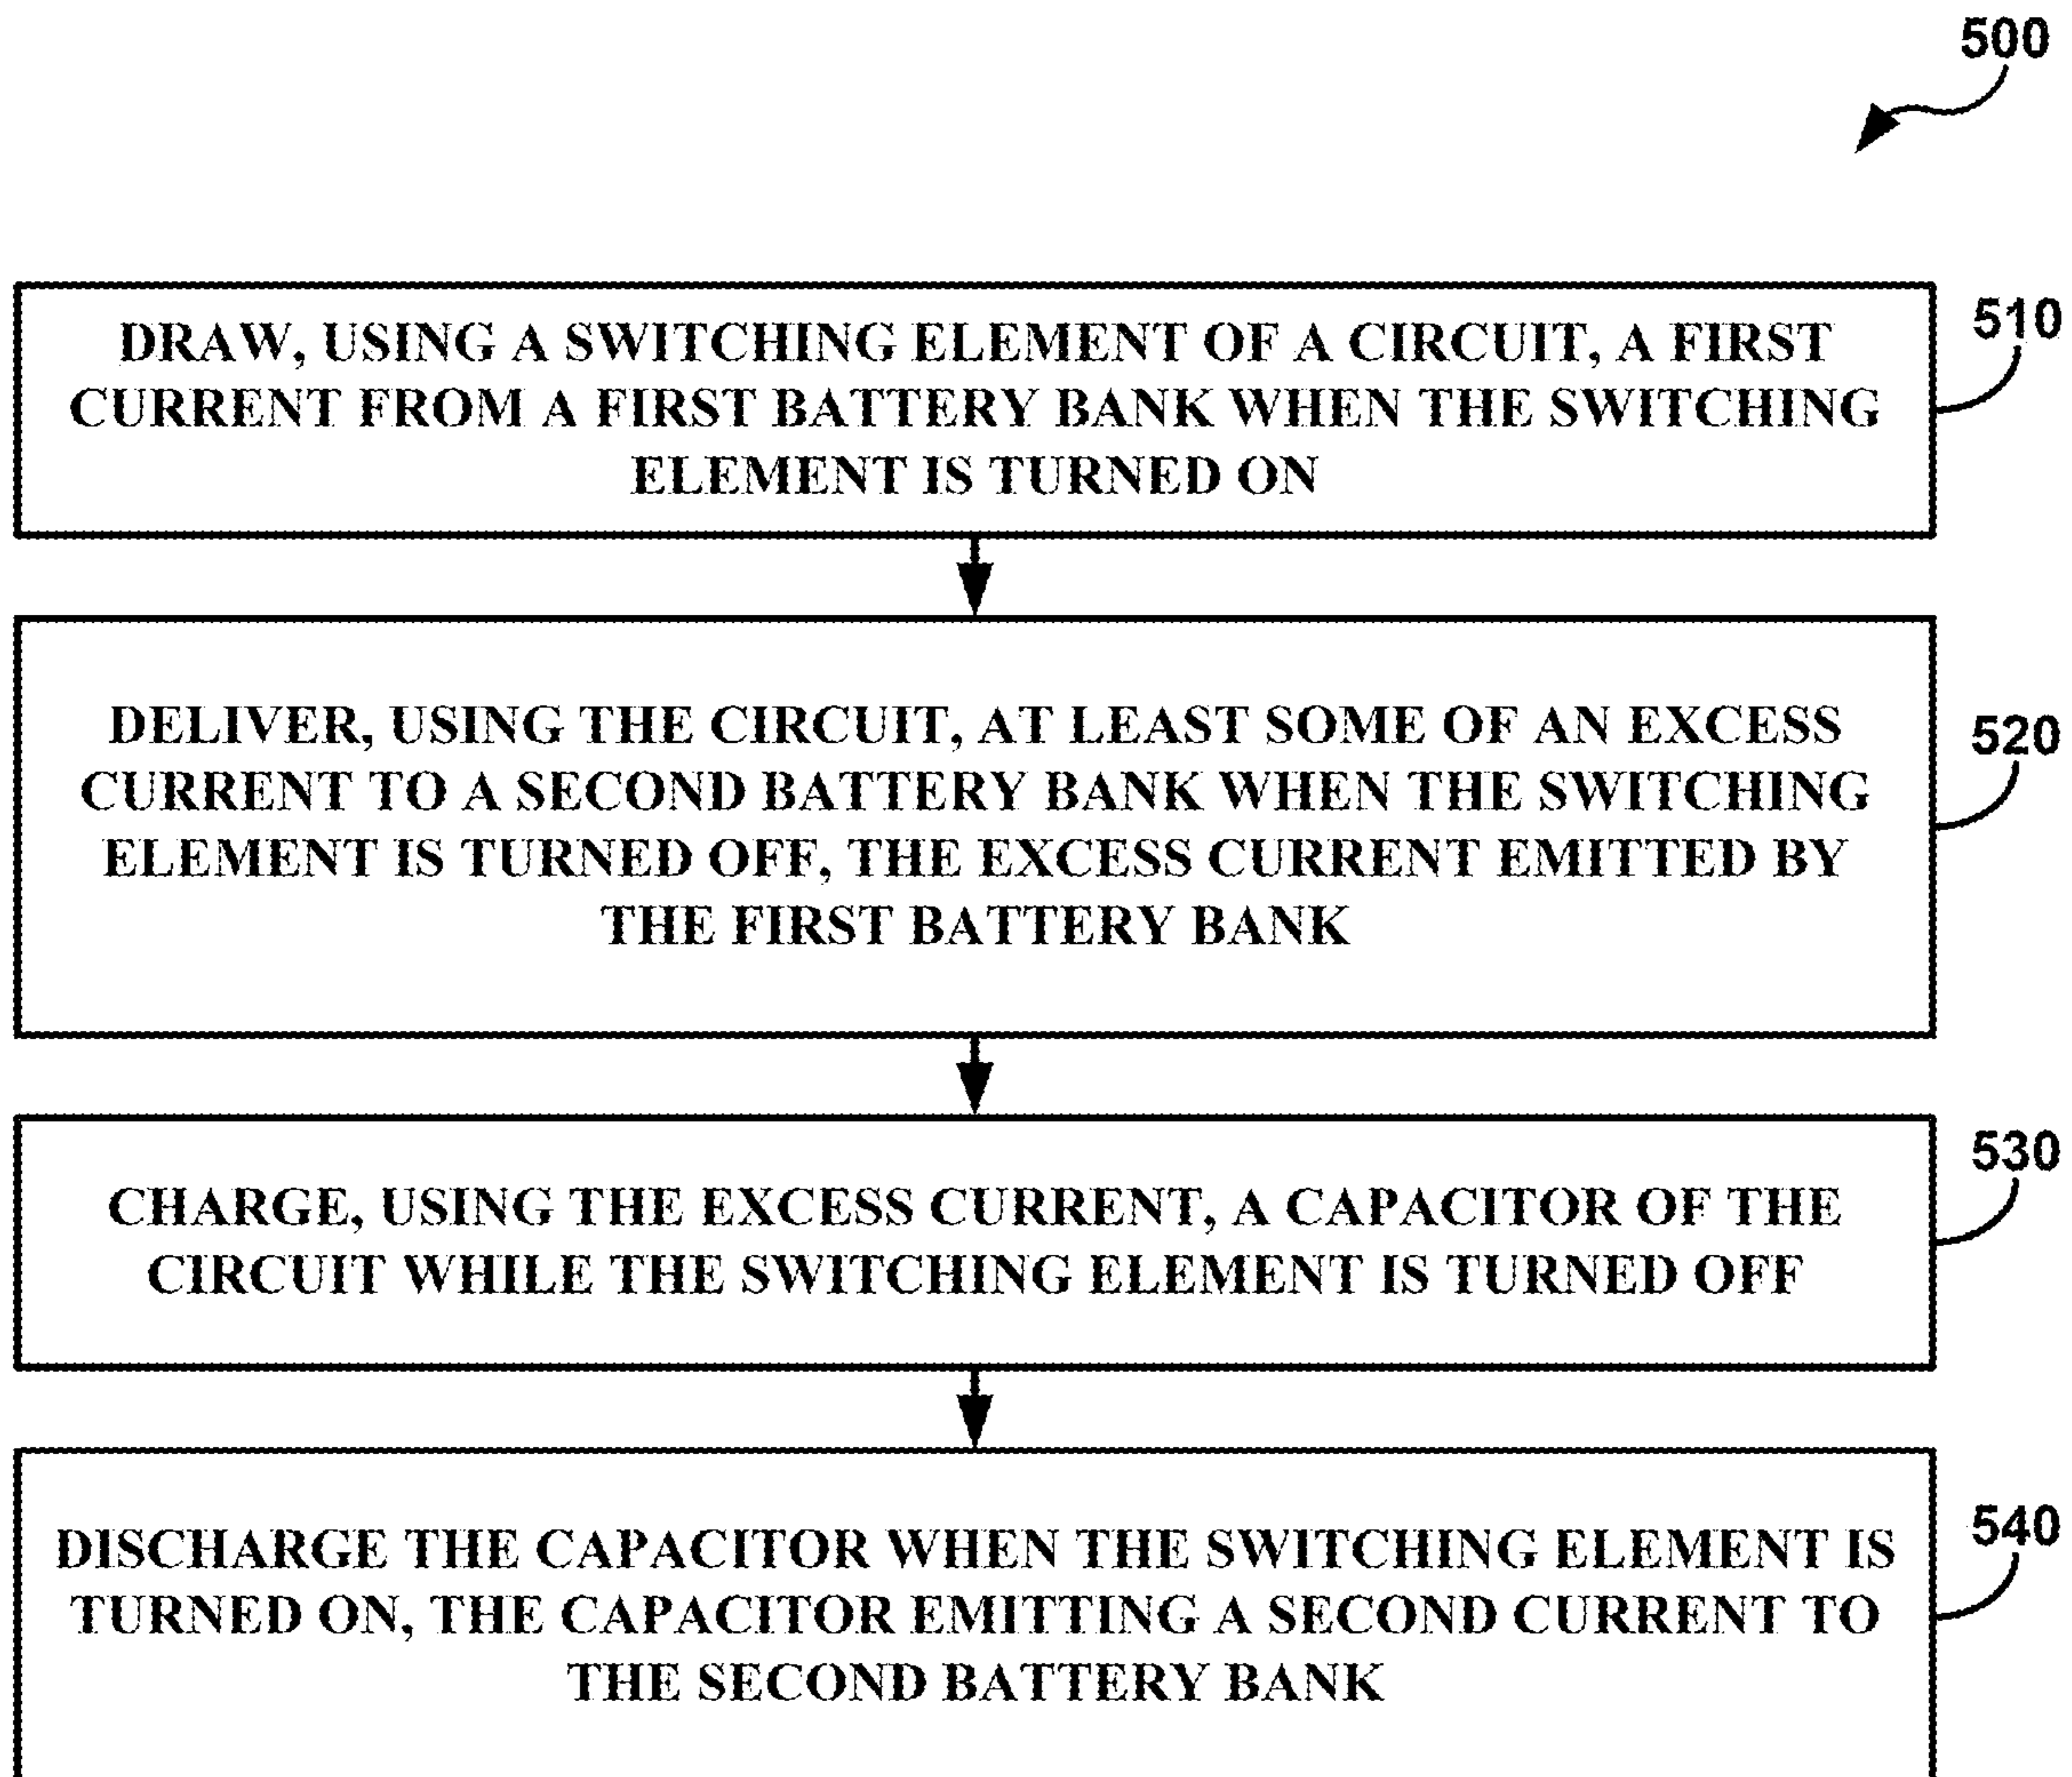 500
510
DRAW, USING A SWITCHING ELEMENT OF A CIRCUIT, A FIRST
CURRENT FROM A FIRST BATTERY BANK WHEN THE SWITCHING
ELEMENT IS TURNED ON
520
DELIVER, USING THE CIRCUIT, AT LEAST SOME OF AN EXCESS
CURRENT TO A SECOND BATTERY BANK WHEN THE SWITCHING
ELEMENT IS TURNED OFF, THE EXCESS CURRENT EMITTED BY
THE FIRST BATTERY BANK
530
CHARGE, USING THE EXCESS CURRENT, A CAPACITOR OF THE
CIRCUIT WHILE THE SWITCHING ELEMENT IS TURNED OFF
540
DISCHARGE THE CAPACITOR WHEN THE SWITCHING ELEMENT IS
TURNED ON, THE CAPACITOR EMITTING A SECOND CURRENT TO
THE SECOND BATTERY BANK